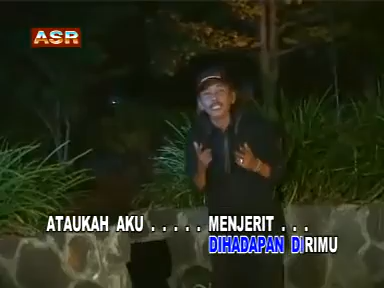 ASR
ATAUKAH AKU . . . . . MENJERIT . . .
DIHADAPAN DIRIMU